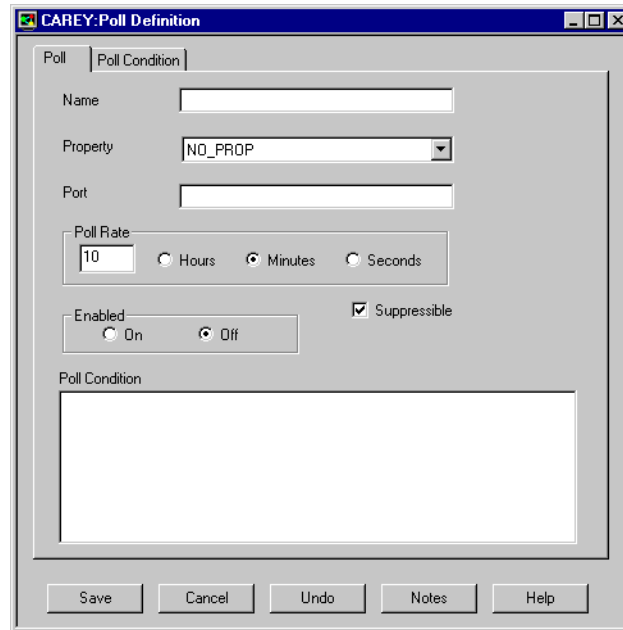 CAREY:Poll Definition
Poll Poll Condition
Name
Property NO_PROP
Port
Poll Rate
10 Hours Minutes Seconds
Suppressible
Enabled
On Off
Poll Condition
Save Cancel Undo Notes Help